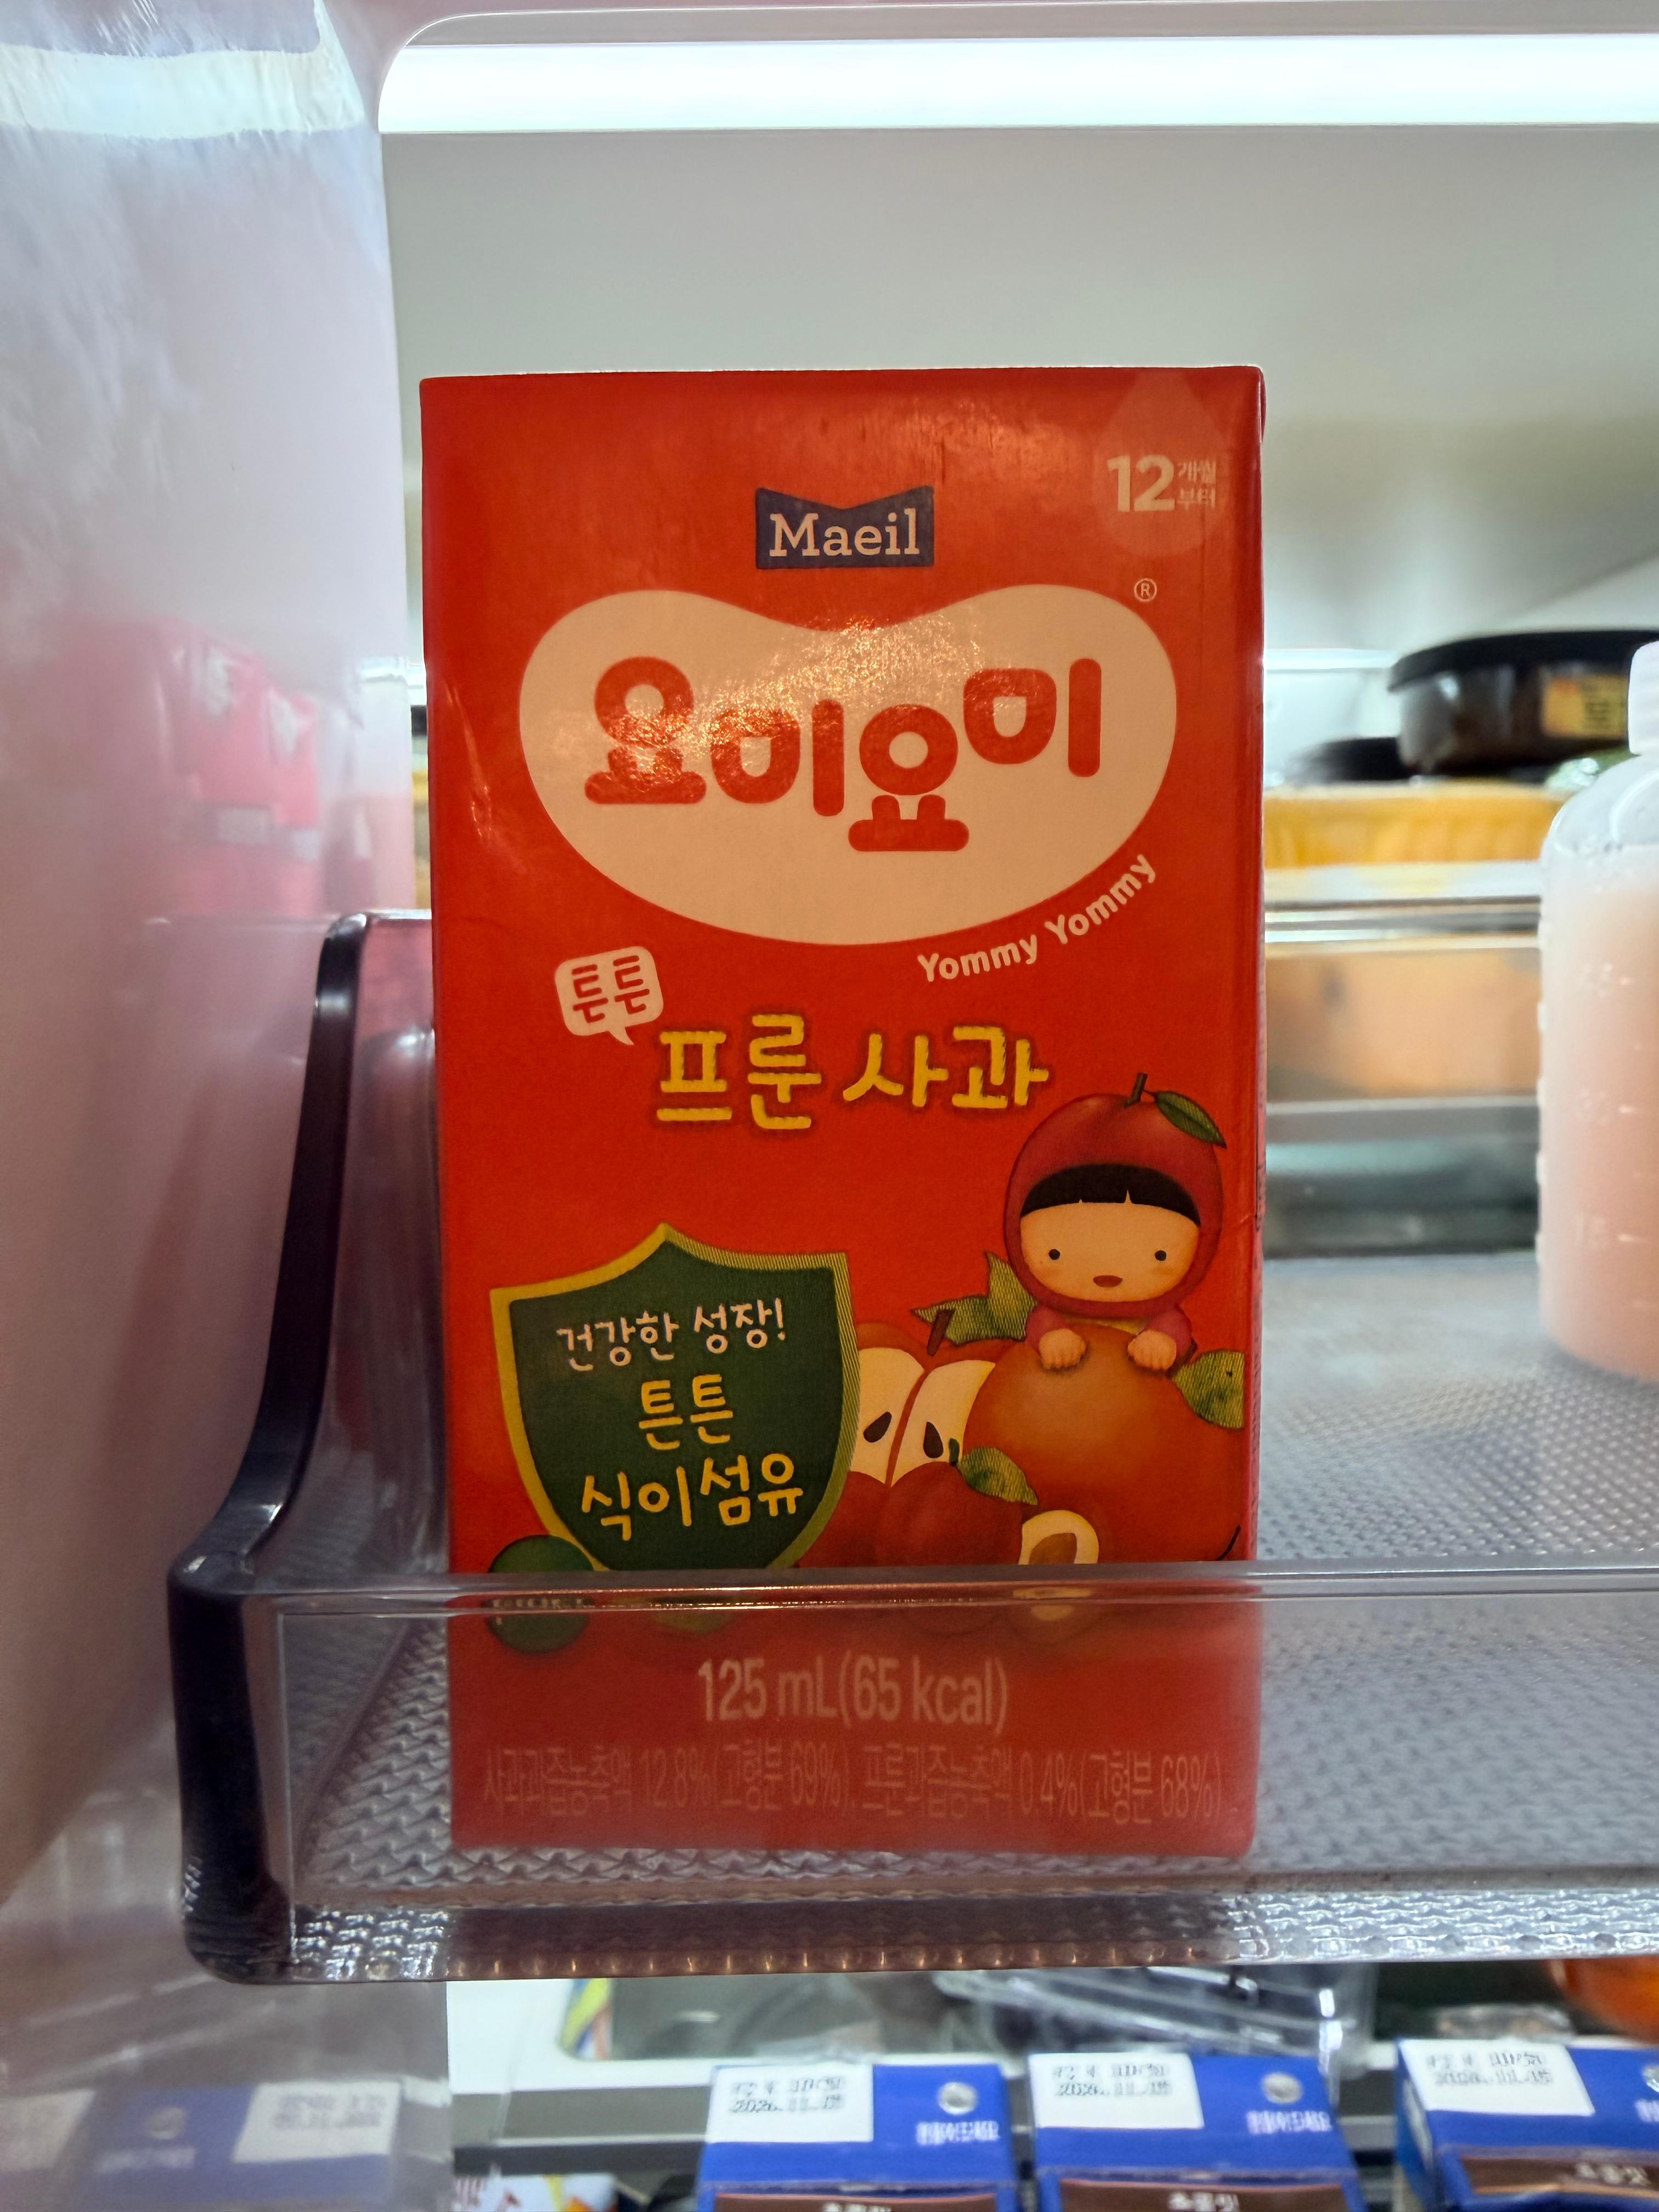 Maeil
12개월
부터
®
요미요미
Yommy Yommy
튼튼
프룬 사과
건강한 성장!
튼튼
식이섬유
125 mL(65 kcal)
사과과즙농축액 12.8%(고형분 69%), 프룬과즙농축액 0.4%(고형분 68%)